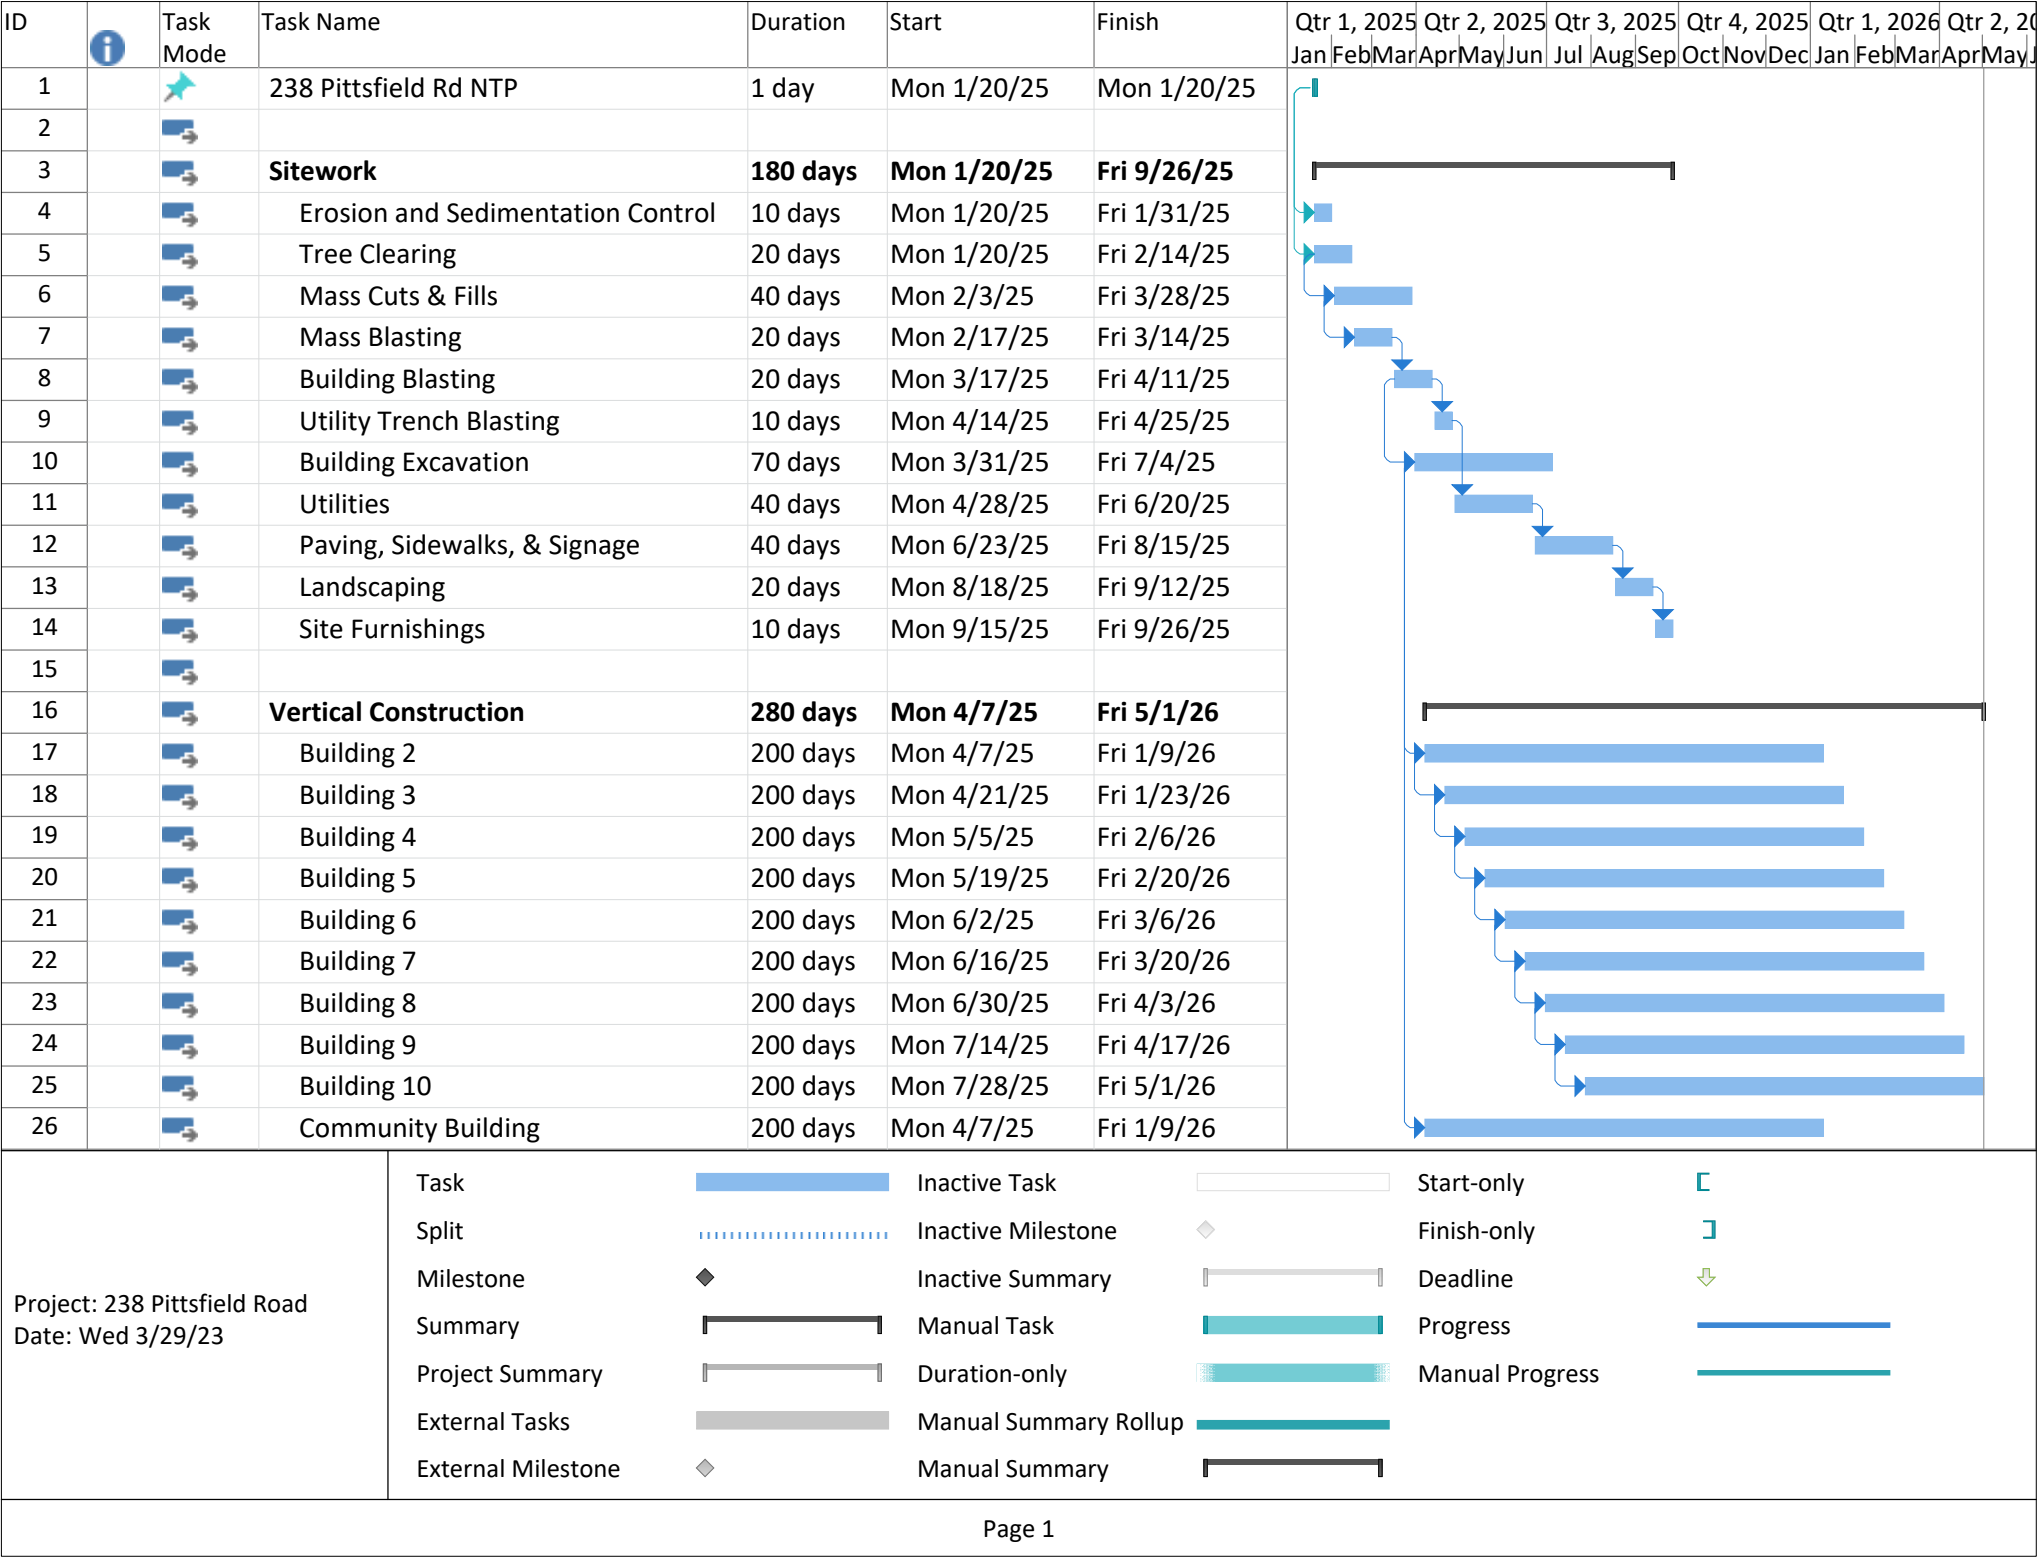 ID Task Mode Task Name Duration Start Finish
Qtr 1, 2025 Qtr 2, 2025 Qtr 3, 2025 Qtr 4, 2025 Qtr 1, 2026 Qtr 2,
Jan Feb Mar Apr May Jun Jul Aug Sep Oct Nov Dec Jan Feb Mar Apr May
1 238 Pittsfield Rd NTP 1 day Mon 1/20/25 Mon 1/20/25
2
3 Sitework 180 days Mon 1/20/25 Fri 9/26/25
4 Erosion and Sedimentation Control 10 days Mon 1/20/25 Fri 1/31/25
5 Tree Clearing 20 days Mon 1/20/25 Fri 2/14/25
6 Mass Cuts & Fills 40 days Mon 2/3/25 Fri 3/28/25
7 Mass Blasting 20 days Mon 2/17/25 Fri 3/14/25
8 Building Blasting 20 days Mon 3/17/25 Fri 4/11/25
9 Utility Trench Blasting 10 days Mon 4/14/25 Fri 4/25/25
10 Building Excavation 70 days Mon 3/31/25 Fri 7/4/25
11 Utilities 40 days Mon 4/28/25 Fri 6/20/25
12 Paving, Sidewalks, & Signage 40 days Mon 6/23/25 Fri 8/15/25
13 Landscaping 20 days Mon 8/18/25 Fri 9/12/25
14 Site Furnishings 10 days Mon 9/15/25 Fri 9/26/25
15
16 Vertical Construction 280 days Mon 4/7/25 Fri 5/1/26
17 Building 2 200 days Mon 4/7/25 Fri 1/9/26
18 Building 3 200 days Mon 4/21/25 Fri 1/23/26
19 Building 4 200 days Mon 5/5/25 Fri 2/6/26
20 Building 5 200 days Mon 5/19/25 Fri 2/20/26
21 Building 6 200 days Mon 6/2/25 Fri 3/6/26
22 Building 7 200 days Mon 6/16/25 Fri 3/20/26
23 Building 8 200 days Mon 6/30/25 Fri 4/3/26
24 Building 9 200 days Mon 7/14/25 Fri 4/17/26
25 Building 10 200 days Mon 7/28/25 Fri 5/1/26
26 Community Building 200 days Mon 4/7/25 Fri 1/9/26
Project: 238 Pittsfield Road
Date: Wed 3/29/23
Task Inactive Task Start-only
Split Inactive Milestone Finish-only
Milestone Inactive Summary Deadline
Summary Manual Task Progress
Project Summary Duration-only Manual Progress
External Tasks Manual Summary Rollup
External Milestone Manual Summary
Page 1